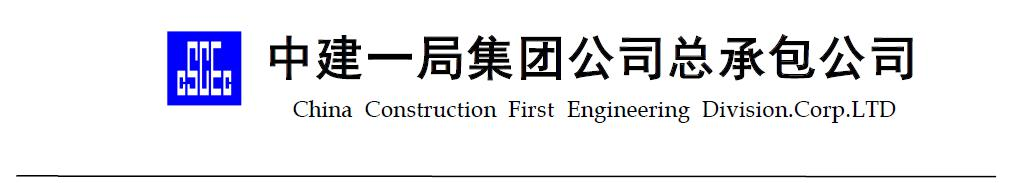 CSCEC 中建一局集团公司总承包公司
China Construction First Engineering Division.Corp.LTD